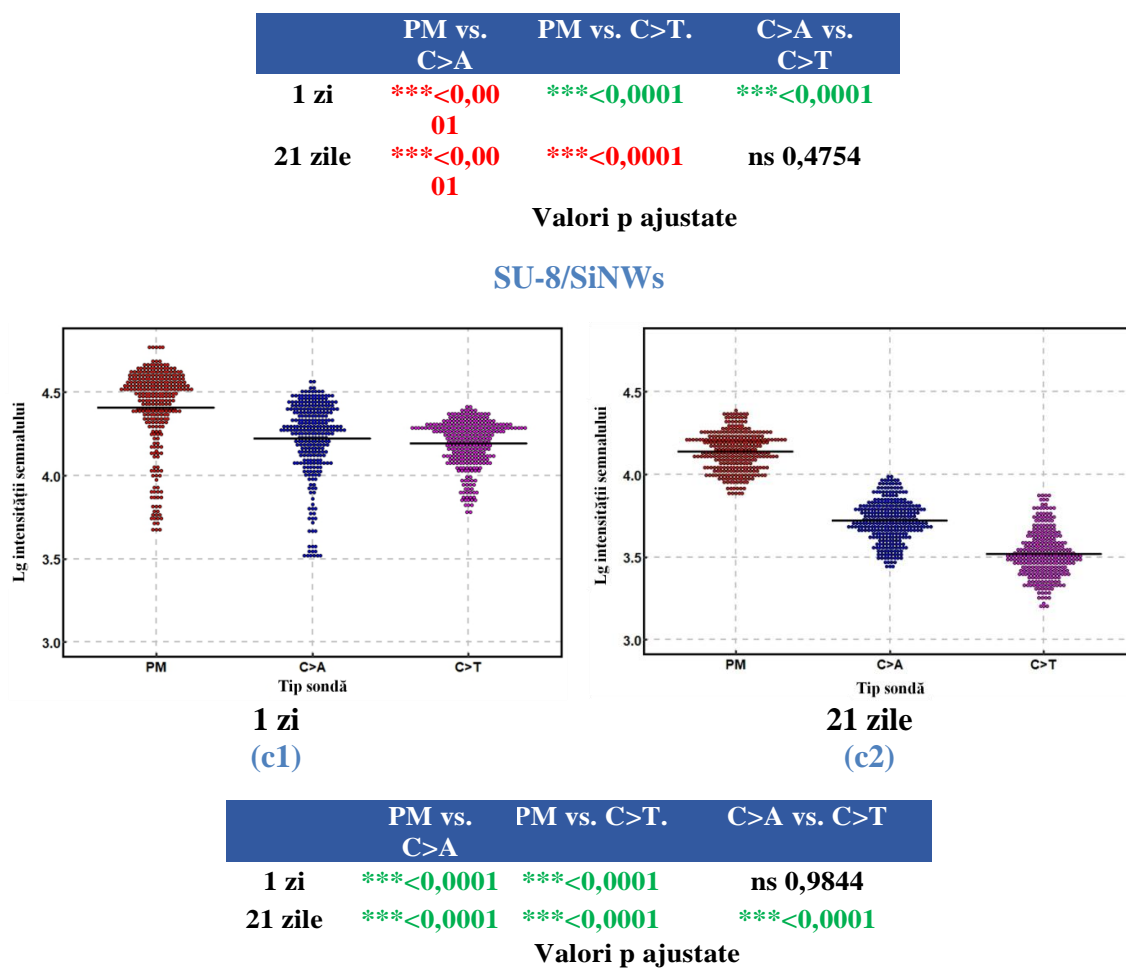 PM vs. C>A PM vs. C>T. C>A vs. C>T
1 zi ***<0,0001 ***<0,0001 ***<0,0001
21 zile ***<0,0001 ***<0,0001 ns 0,4754
Valori p ajustate
SU-8/SiNWs
Lg intensității semnalului
4.5
4.0
3.5
3.0
PM C>A C>T
Tip sondă
1 zi
(c1)
Lg intensității semnalului
4.5
4.0
3.5
3.0
PM C>A C>T
Tip sondă
21 zile
(c2)
PM vs. C>A PM vs. C>T. C>A vs. C>T
1 zi ***<0,0001 ***<0,0001 ns 0,9844
21 zile ***<0,0001 ***<0,0001 ***<0,0001
Valori p ajustate